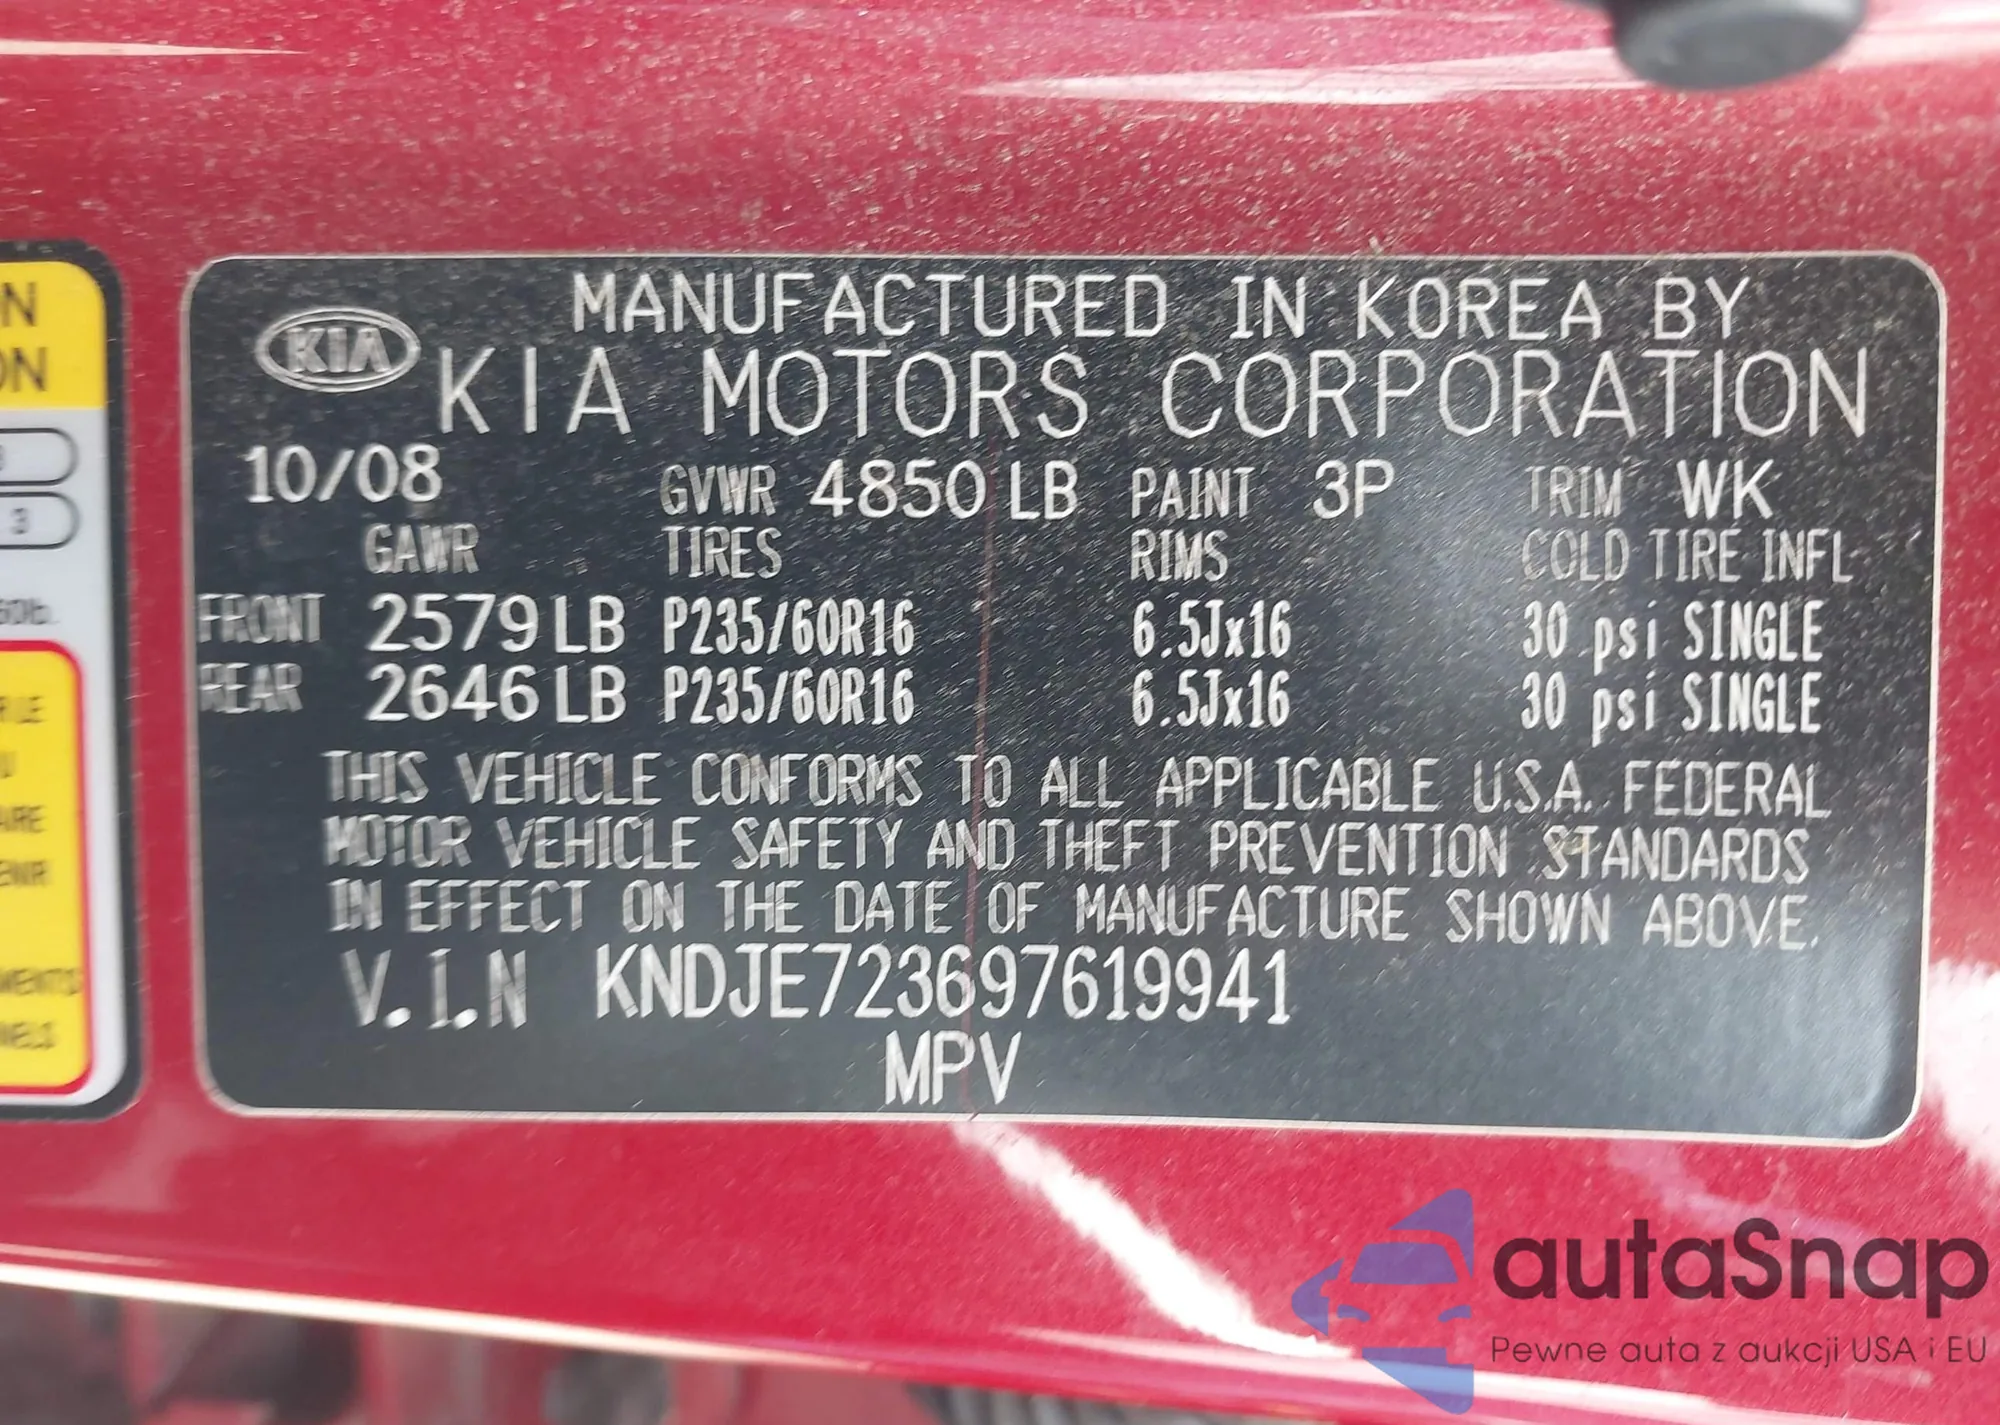 MANUFACTURED IN KOREA BY
KIA KIA MOTORS CORPORATION
10/08 GVWR 4850 LB PAINT 3P TRIM WK
GAWR TIRES RIMS COLD TIRE INFL
FRONT 2579 LB P235/60R16 6.5Jx16 30 psi SINGLE
REAR 2646 LB P235/60R16 6.5Jx16 30 psi SINGLE
THIS VEHICLE CONFORMS TO ALL APPLICABLE U.S.A. FEDERAL
MOTOR VEHICLE SAFETY AND THEFT PREVENTION STANDARDS
IN EFFECT ON THE DATE OF MANUFACTURE SHOWN ABOVE.
V.I.N KNDJE723697619941
MPV
autaSnap
Pewne auta z aukcji USA i EU